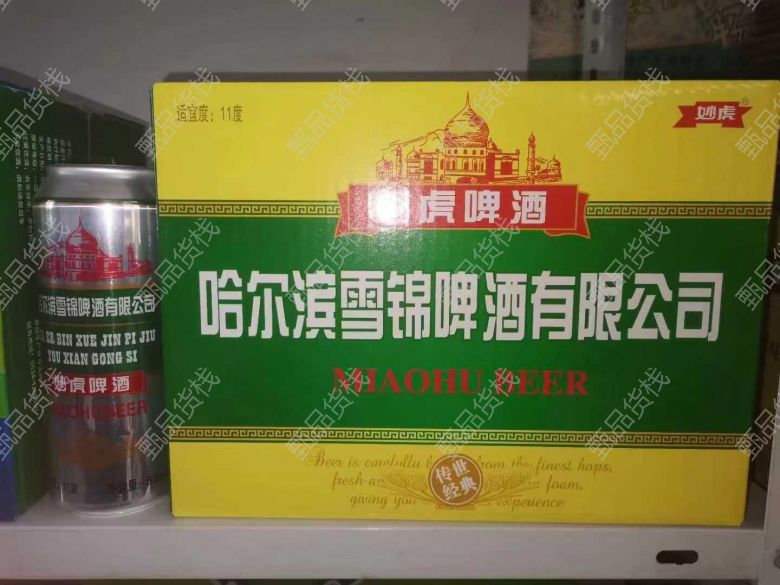 适宜度：11度
妙虎®
妙虎啤酒
哈尔滨雪锦啤酒有限公司
MIAOHU BEER
Beer is carefully from the finest hops,
fresh foam,
giving you experience
传世
经典
哈尔滨雪锦啤酒有限公司
ER BIN XUE JIN PI JIU
YOU XIAN GONG SI
妙虎啤酒
MIAOHU BEER
甄品货栈